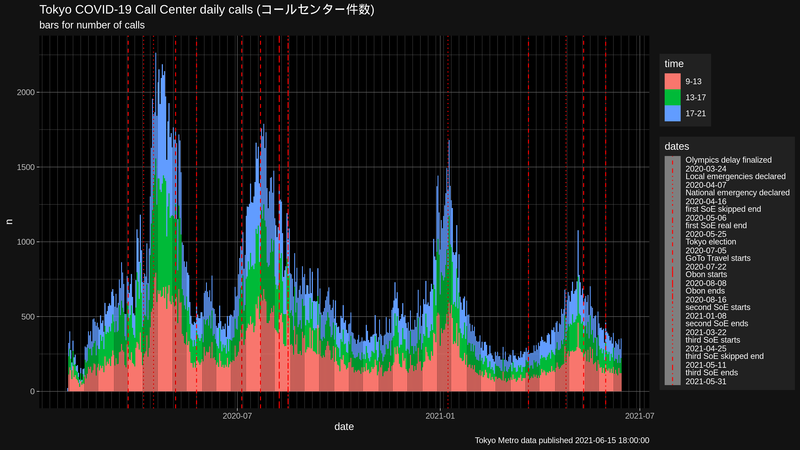 Tokyo COVID-19 Call Center daily calls (コールセンター件数)
bars for number of calls
n
2000
1500
1000
500
0
2020-07
2021-01
2021-07
date
time
9-13
13-17
17-21
dates
Olympics delay finalized
2020-03-24
Local emergencies declared
2020-04-07
National emergency declared
2020-04-16
first SoE skipped end
2020-05-06
first SoE real end
2020-05-25
Tokyo election
2020-07-05
GoTo Travel starts
2020-07-22
Obon starts
2020-08-08
Obon ends
2020-08-16
second SoE starts
2021-01-08
second SoE ends
2021-03-22
third SoE starts
2021-04-25
third SoE skipped end
2021-05-11
third SoE ends
2021-05-31
Tokyo Metro data published 2021-06-15 18:00:00